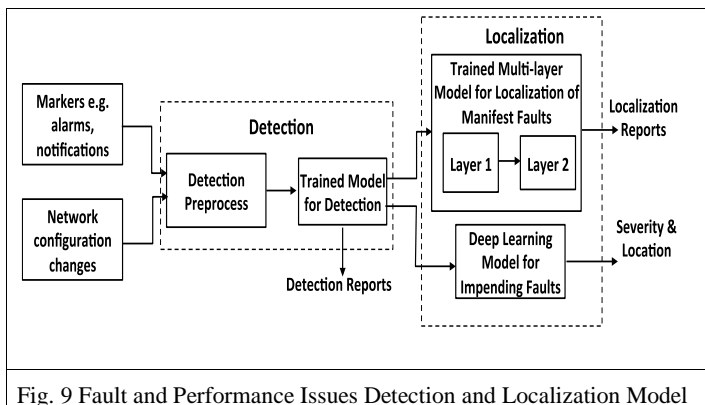 Markers e.g.
alarms,
notifications
Network
configuration
changes
Detection
Detection
Preprocess
Trained Model
for Detection
Detection Reports
Localization
Trained Multi-layer
Model for Localization of
Manifest Faults
Layer 1
Layer 2
Localization
Reports
Deep Learning
Model for
Impending Faults
Severity &
Location
Fig. 9 Fault and Performance Issues Detection and Localization Model